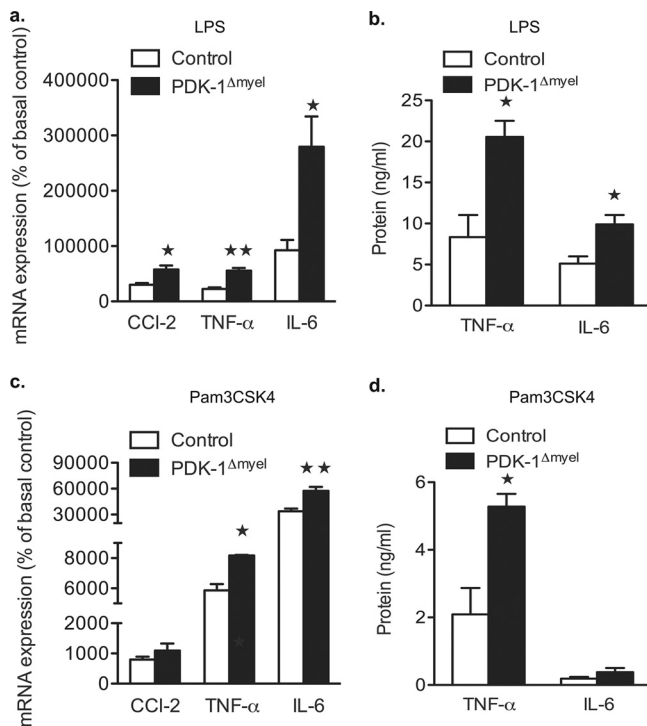 a.
LPS
Control
PDK-1Δmyel
mRNA expression (% of basal control)
400000
300000
200000
100000
0
CCl-2 TNF-α IL-6
b.
LPS
Control
PDK-1Δmyel
Protein (ng/ml)
25
20
15
10
5
0
TNF-α IL-6
c.
Pam3CSK4
Control
PDK-1Δmyel
mRNA expression (% of basal control)
90000
60000
30000
8000
6000
2000
1000
0
CCl-2 TNF-α IL-6
d.
Pam3CSK4
Control
PDK-1Δmyel
Protein (ng/ml)
6
4
2
0
TNF-α IL-6